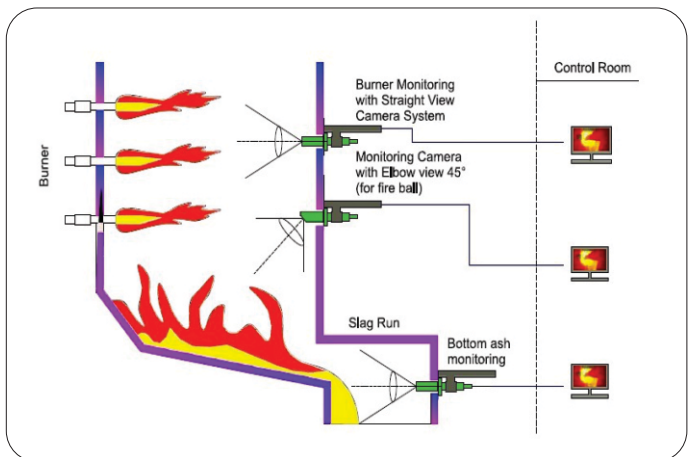 Burner
Burner Monitoring
with Straight View
Camera System
Monitoring Camera
with Elbow view 45°
(for fire ball)
Slag Run
Bottom ash
monitoring
Control Room